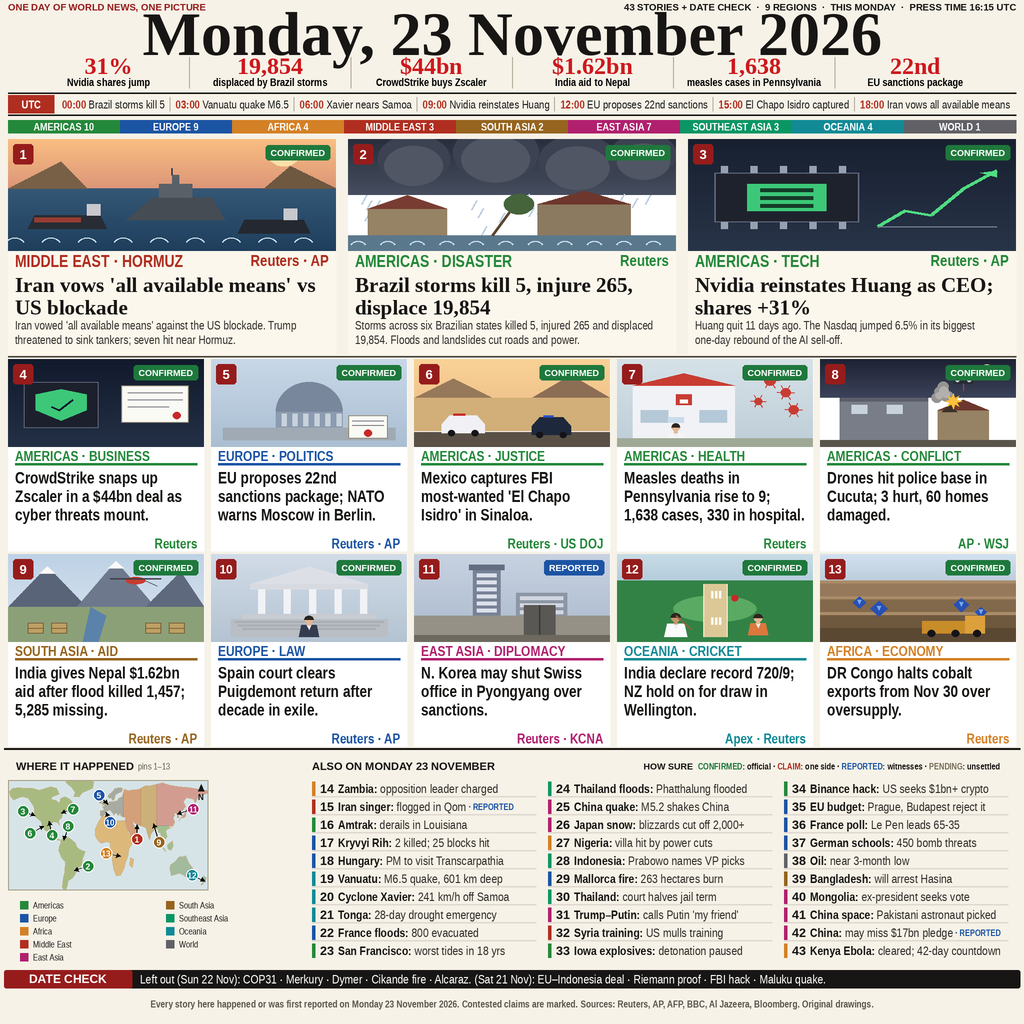 ONE DAY OF WORLD NEWS, ONE PICTURE
43 STORIES + DATE CHECK · 9 REGIONS · THIS MONDAY · PRESS TIME 16:15 UTC
Monday, 23 November 2026
31%
Nvidia shares jump
19,854
displaced by Brazil storms
$44bn
CrowdStrike buys Zscaler
$1.62bn
India aid to Nepal
1,638
measles cases in Pennsylvania
22nd
EU sanctions package
UTC
00:00 Brazil storms kill 5
03:00 Vanuatu quake M6.5
06:00 Xavier nears Samoa
09:00 Nvidia reinstates Huang
12:00 EU proposes 22nd sanctions
15:00 El Chapo Isidro captured
18:00 Iran vows all available means
AMERICAS 10
EUROPE 9
AFRICA 4
MIDDLE EAST 3
SOUTH ASIA 2
EAST ASIA 7
SOUTHEAST ASIA 3
OCEANIA 4
WORLD 1
1
CONFIRMED
MIDDLE EAST · HORMUZ
Reuters · AP
Iran vows 'all available means' vs
US blockade
Iran vowed 'all available means' against the US blockade. Trump
threatened to sink tankers; seven hit near Hormuz.
2
CONFIRMED
AMERICAS · DISASTER
Reuters
Brazil storms kill 5, injure 265,
displace 19,854
Storms across six Brazilian states killed 5, injured 265 and displaced
19,854. Floods and landslides cut roads and power.
3
CONFIRMED
AMERICAS · TECH
Reuters · AP
Nvidia reinstates Huang as CEO;
shares +31%
Huang quit 11 days ago. The Nasdaq jumped 6.5% in its biggest
one-day rebound of the AI sell-off.
4
CONFIRMED
AMERICAS · BUSINESS
CrowdStrike snaps up
Zscaler in a $44bn deal as
cyber threats mount.
Reuters
5
CONFIRMED
EUROPE · POLITICS
EU proposes 22nd
sanctions package; NATO
warns Moscow in Berlin.
Reuters · AP
6
CONFIRMED
AMERICAS · JUSTICE
Mexico captures FBI
most-wanted 'El Chapo
Isidro' in Sinaloa.
Reuters · US DOJ
7
CONFIRMED
AMERICAS · HEALTH
Measles deaths in
Pennsylvania rise to 9;
1,638 cases, 330 in hospital.
Reuters
8
CONFIRMED
AMERICAS · CONFLICT
Drones hit police base in
Cucuta; 3 hurt, 60 homes
damaged.
AP · WSJ
9
CONFIRMED
SOUTH ASIA · AID
India gives Nepal $1.62bn
aid after flood killed 1,457;
5,285 missing.
Reuters · AP
10
CONFIRMED
EUROPE · LAW
Spain court clears
Puigdemont return after
decade in exile.
Reuters · AP
11
REPORTED
EAST ASIA · DIPLOMACY
N. Korea may shut Swiss
office in Pyongyang over
sanctions.
Reuters · KCNA
12
CONFIRMED
OCEANIA · CRICKET
India declare record 720/9;
NZ hold on for draw in
Wellington.
Apex · Reuters
13
CONFIRMED
AFRICA · ECONOMY
DR Congo halts cobalt
exports from Nov 30 over
oversupply.
Reuters
WHERE IT HAPPENED pins 1–13
N
3
7
6
4
8
2
5
10
13
1
9
11
12
Americas
Europe
Africa
Middle East
East Asia
South Asia
Southeast Asia
Oceania
World
ALSO ON MONDAY 23 NOVEMBER
HOW SURE CONFIRMED: official · CLAIM: one side · REPORTED: witnesses · PENDING: unsettled
14 Zambia: opposition leader charged
15 Iran singer: flogged in Qom · REPORTED
16 Amtrak: derails in Louisiana
17 Kryvyi Rih: 2 killed; 25 blocks hit
18 Hungary: PM to visit Transcarpathia
19 Vanuatu: M6.5 quake, 601 km deep
20 Cyclone Xavier: 241 km/h off Samoa
21 Tonga: 28-day drought emergency
22 France floods: 800 evacuated
23 San Francisco: worst tides in 18 yrs
24 Thailand floods: Phatthalung flooded
25 China quake: M5.2 shakes China
26 Japan snow: blizzards cut off 2,000+
27 Nigeria: villa hit by power cuts
28 Indonesia: Prabowo names VP picks
29 Mallorca fire: 263 hectares burn
30 Thailand: court halves jail term
31 Trump–Putin: calls Putin 'my friend'
32 Syria training: US mulls training
33 Iowa explosives: detonation paused
34 Binance hack: US seeks $1bn+ crypto
35 EU budget: Prague, Budapest reject it
36 France poll: Le Pen leads 65-35
37 German schools: 450 bomb threats
38 Oil: near 3-month low
39 Bangladesh: will arrest Hasina
40 Mongolia: ex-president seeks vote
41 China space: Pakistani astronaut picked
42 China: may miss $17bn pledge · REPORTED
43 Kenya Ebola: cleared; 42-day countdown
DATE CHECK
Left out (Sun 22 Nov): COP31 · Merkury · Dymer · Cikande fire · Alcaraz. (Sat 21 Nov): EU–Indonesia deal · Riemann proof · FBI hack · Maluku quake.
Every story here happened or was first reported on Monday 23 November 2026. Contested claims are marked. Sources: Reuters, AP, AFP, BBC, Al Jazeera, Bloomberg. Original drawings.